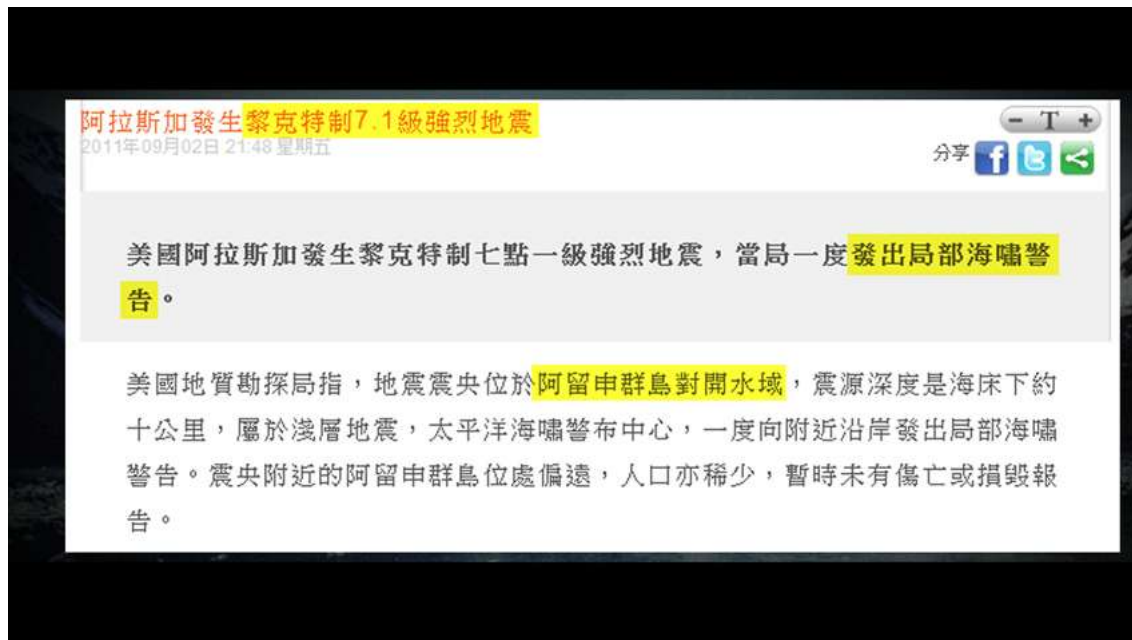 阿拉斯加發生黎克特制7.1級強烈地震
2011年09月02日 21:48 星期五
- T +
分享
美國阿拉斯加發生黎克特制七點一級強烈地震，當局一度發出局部海嘯警
告。
美國地質勘探局指，地震震央位於阿留申群島對開水域，震源深度是海床下約
十公里，屬於淺層地震，太平洋海嘯警布中心，一度向附近沿岸發出局部海嘯
警告。震央附近的阿留申群島位處偏遠，人口亦稀少，暫時未有傷亡或損毀報
告。